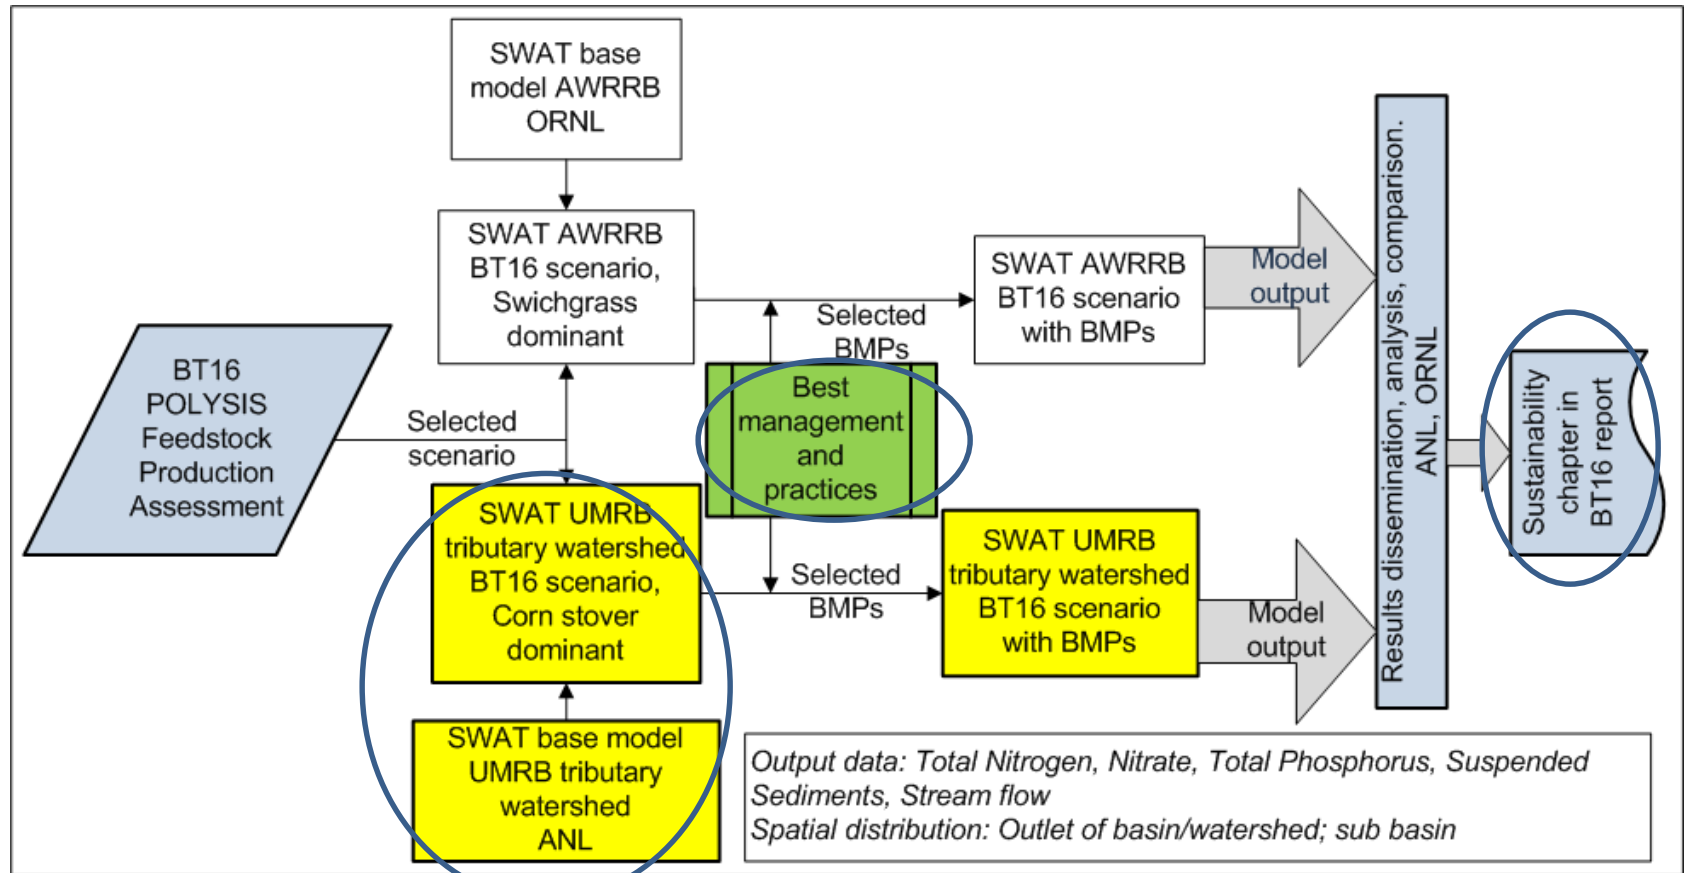 SWAT base
model AWRRB
ORNL
SWAT AWRRB
BT16 scenario,
Swichgrass
dominant
BT16
POLYSIS
Feedstock
Production
Assessment
Selected
scenario
SWAT UMRB
tributary watershed
BT16 scenario,
Corn stover
dominant
SWAT base model
UMRB tributary
watershed
ANL
Selected
BMPs
Best
management
and
practices
Selected
BMPs
SWAT AWRRB
BT16 scenario
with BMPs
SWAT UMRB
tributary watershed
BT16 scenario
with BMPs
Model
output
Model
output
Results dissemination, analysis, comparison.
ANL, ORNL
Sustainability
chapter in
BT16 report
Output data: Total Nitrogen, Nitrate, Total Phosphorus, Suspended
Sediments, Stream flow
Spatial distribution: Outlet of basin/watershed; sub basin